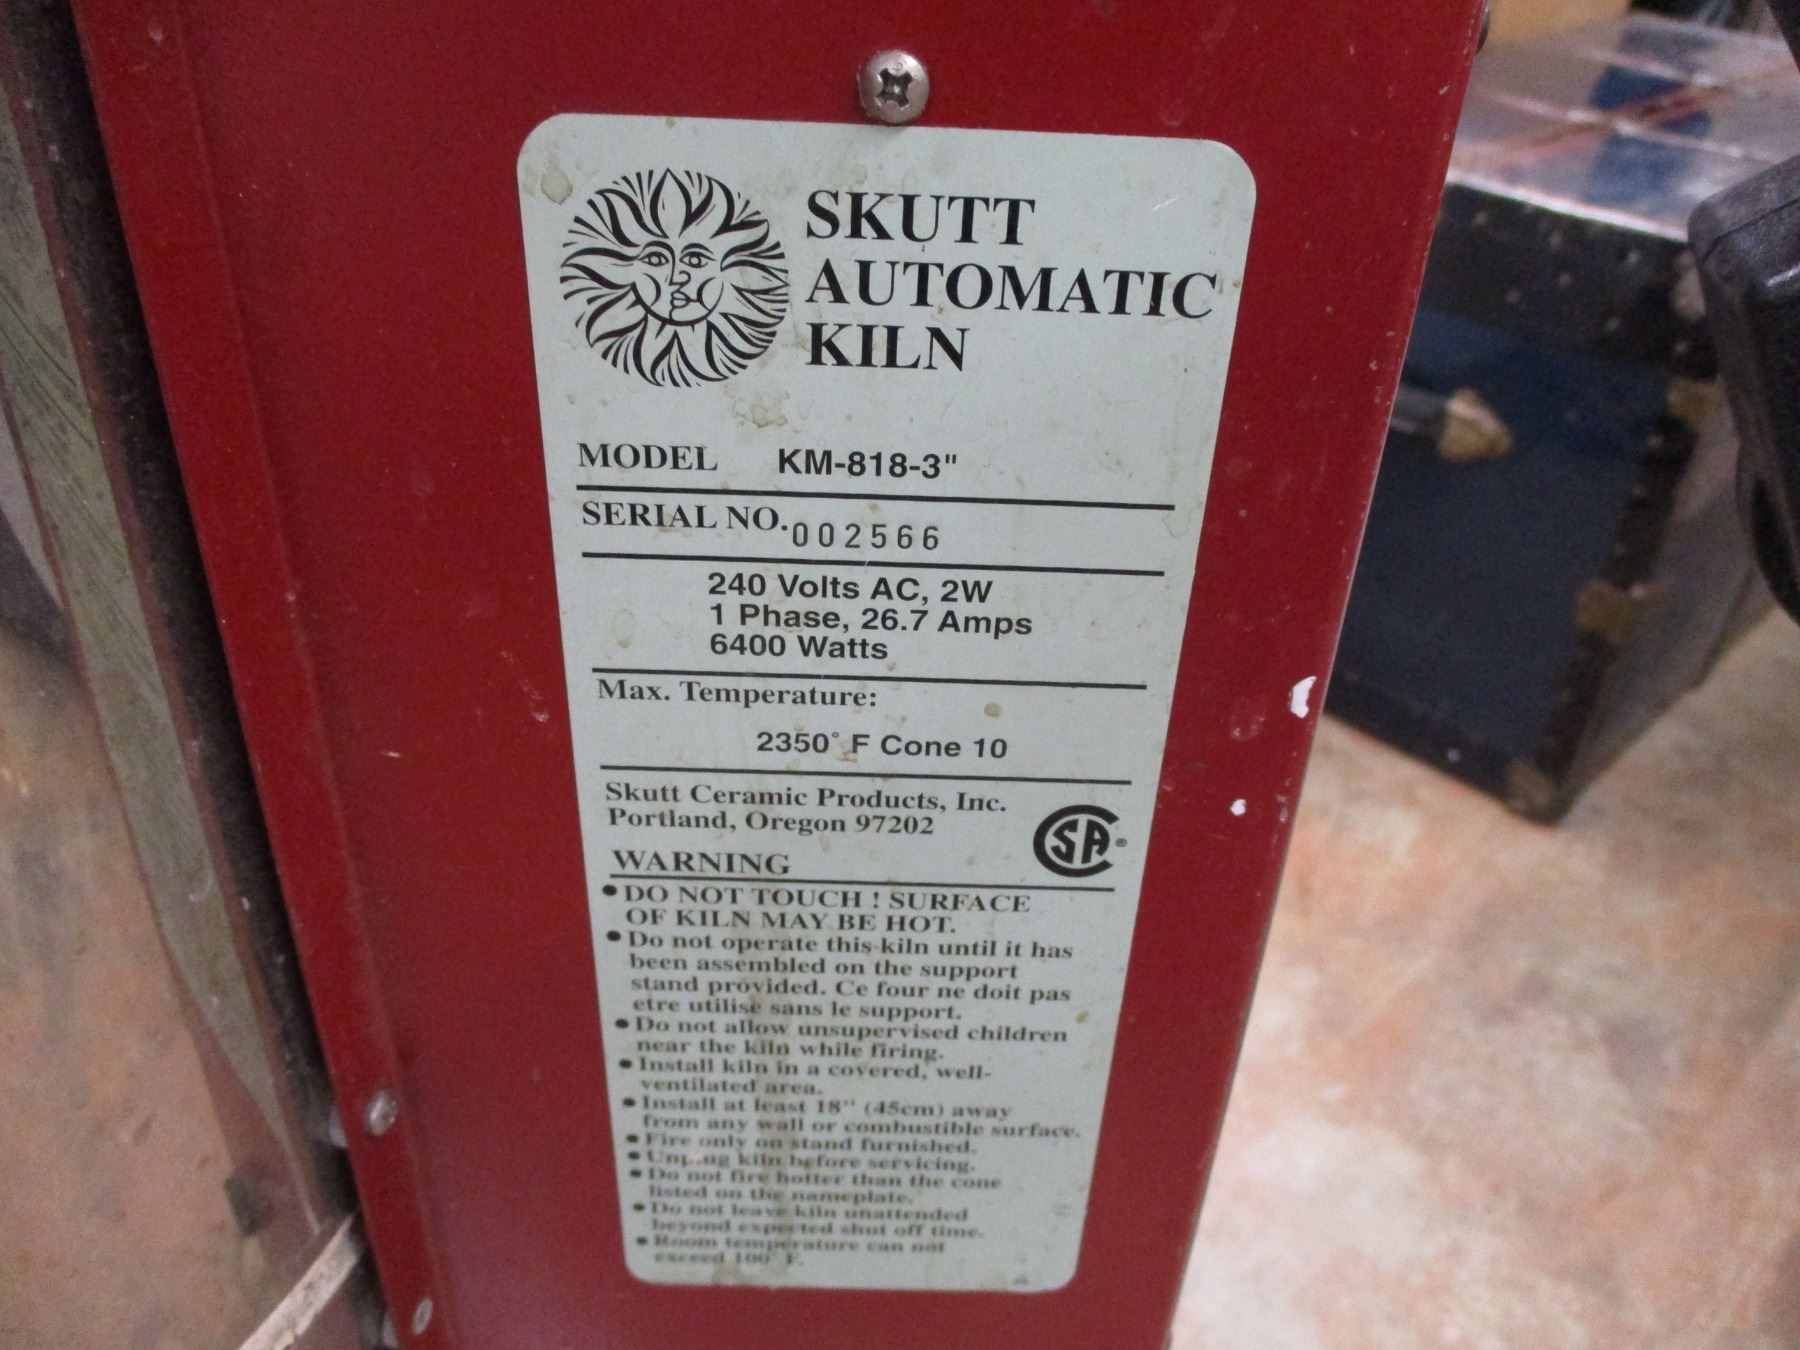 SKUTT
AUTOMATIC
KILN
MODEL KM-818-3"
SERIAL NO. 002566
240 Volts AC, 2W
1 Phase, 26.7 Amps
6400 Watts
Max. Temperature:
2350° F Cone 10
Skutt Ceramic Products, Inc.
Portland, Oregon 97202
SA®
WARNING
• DO NOT TOUCH ! SURFACE
OF KILN MAY BE HOT.
• Do not operate this kiln until it has
been assembled on the support
stand provided. Ce four ne doit pas
etre utilisé sans le support.
• Do not allow unsupervised children
near the kiln while firing.
• Install kiln in a covered, well-
ventilated area.
• Install at least 18" (45cm) away
from any wall or combustible surface.
• Fire only on stand furnished.
• Unplug kiln before servicing.
• Do not fire hotter than the cone
listed on the nameplate.
• Do not leave kiln unattended
beyond expected shut off time.
• Room temperature can not
exceed 100° F.